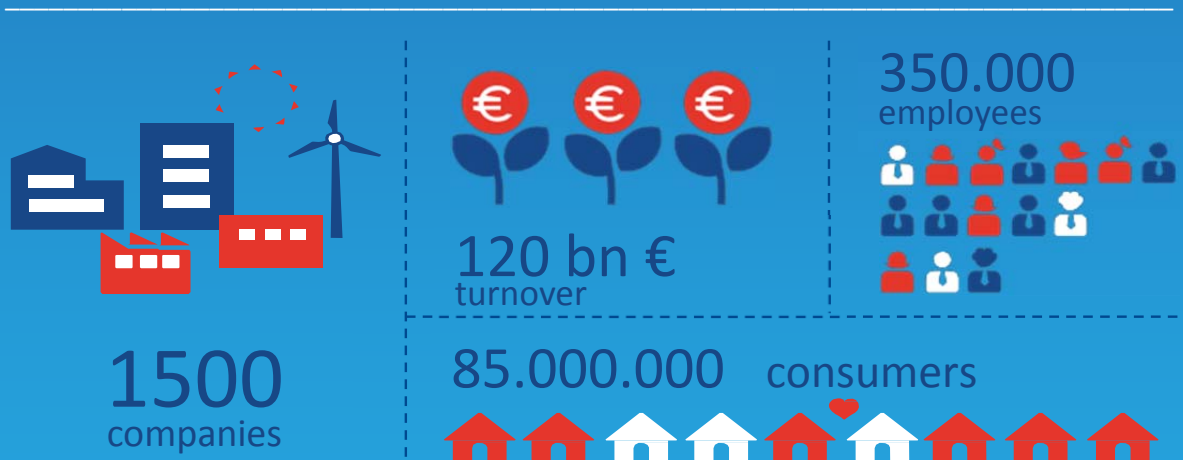 1500
companies
€ € €
120 bn €
turnover
350.000
employees
85.000.000 consumers